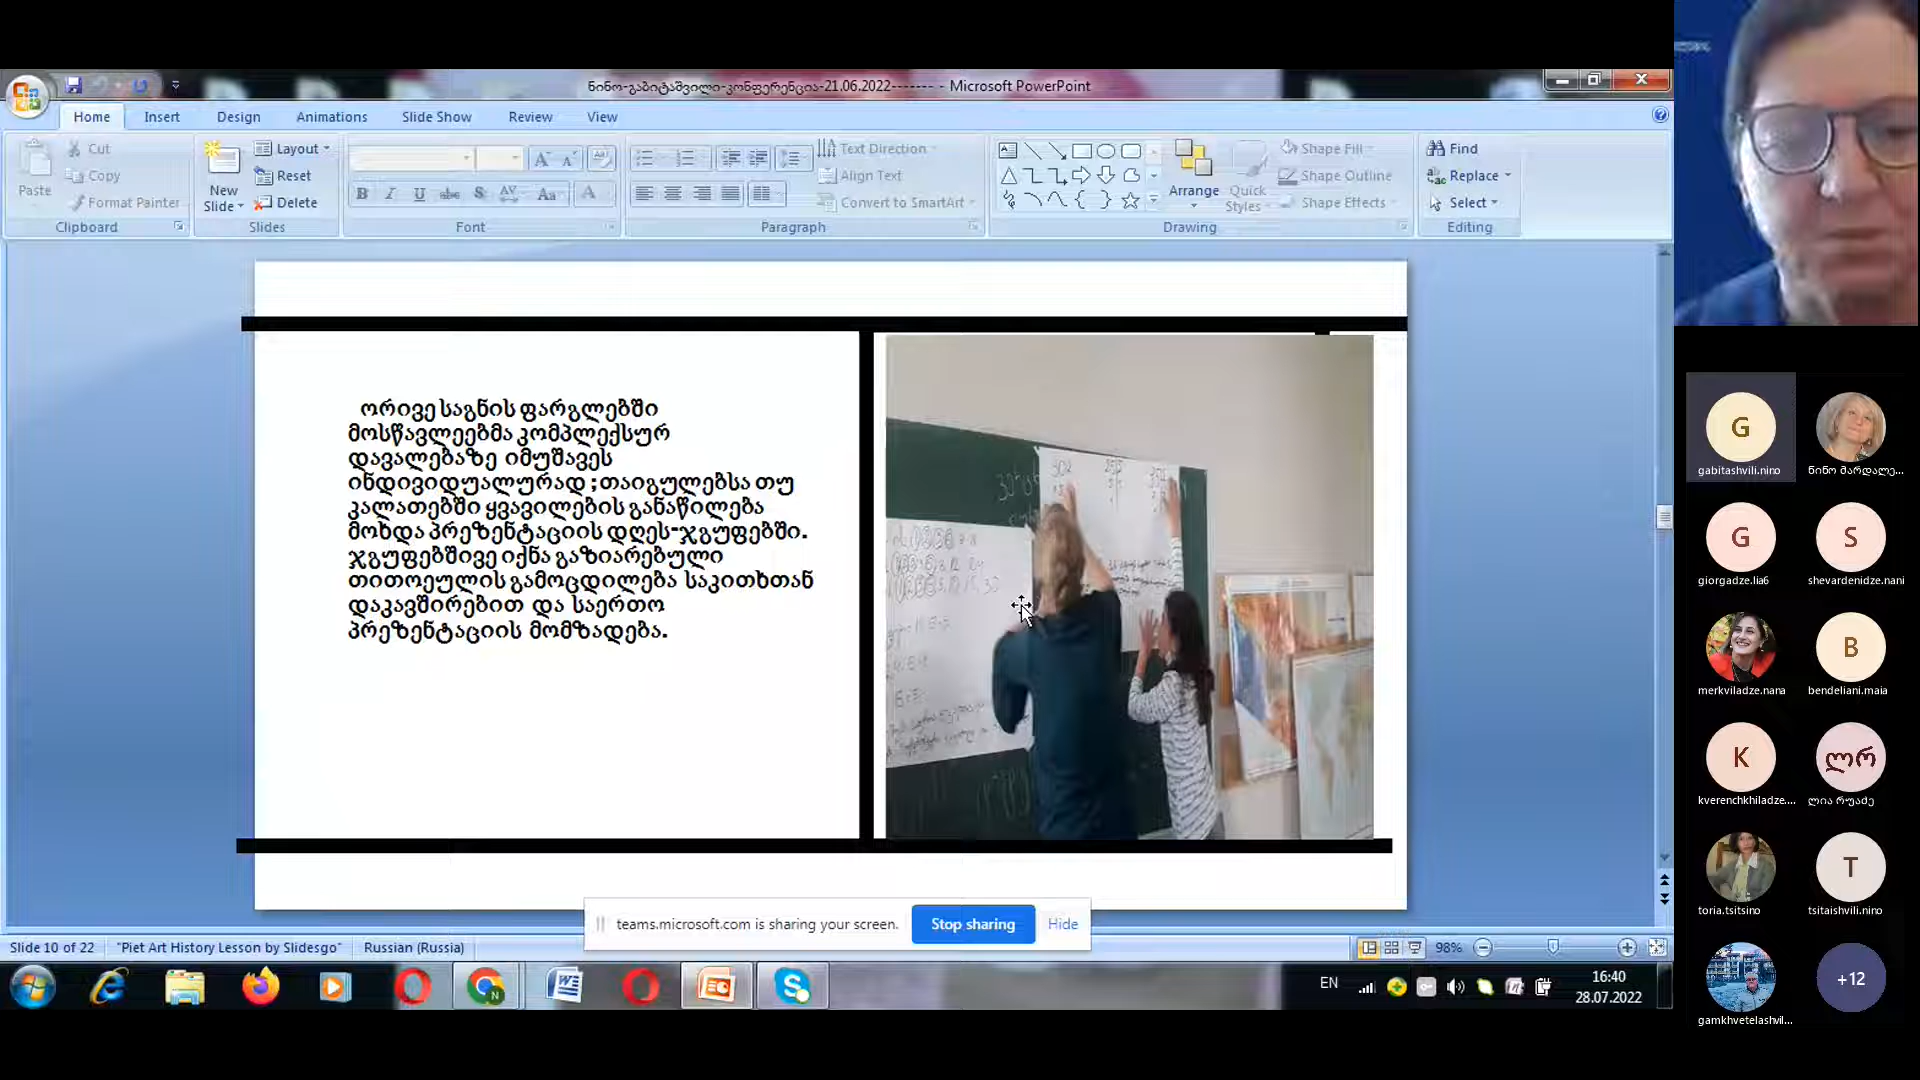 ნინო-გაბიტაშვილი-კონფერენცია-21.06.2022------- - Microsoft PowerPoint
Home Insert Design Animations Slide Show Review View
Paste Cut Copy Format Painter
Clipboard
New Slide Layout Reset Delete
Slides
Font
Text Direction Align Text Convert to SmartArt
Paragraph
Arrange Quick Styles Shape Fill Shape Outline Shape Effects
Drawing
Find Replace Select
Editing
ორივე საგნის ფარგლებში
მოსწავლეებმა კომპლექსურ
დავალებაზე იმუშავეს
ინდივიდუალურად ; თაიგულებსა თუ
კალათებში ყვავილების განაწილება
მოხდა პრეზენტაციის დღეს-ჯგუფებში.
ჯგუფებშივე იქნა გაზიარებული
თითოეულის გამოცდილება საკითხთან
დაკავშირებით და საერთო
პრეზენტაციის მომზადება.
teams.microsoft.com is sharing your screen. Stop sharing Hide
Slide 10 of 22 "Piet Art History Lesson by Slidesgo" Russian (Russia) 98%
EN 16:40
28.07.2022
G
gabitashvili.nino ნინო მარდალე...
G S
giorgadze.lia6 shevardenidze.nani
B
merkviladze.nana bendeliani.maia
K ლრ
kverenchkhiladze.... ლია რუაძე
T
toria.tsitsino tsitaishvili.nino
+12
gamkhvetelashvil...